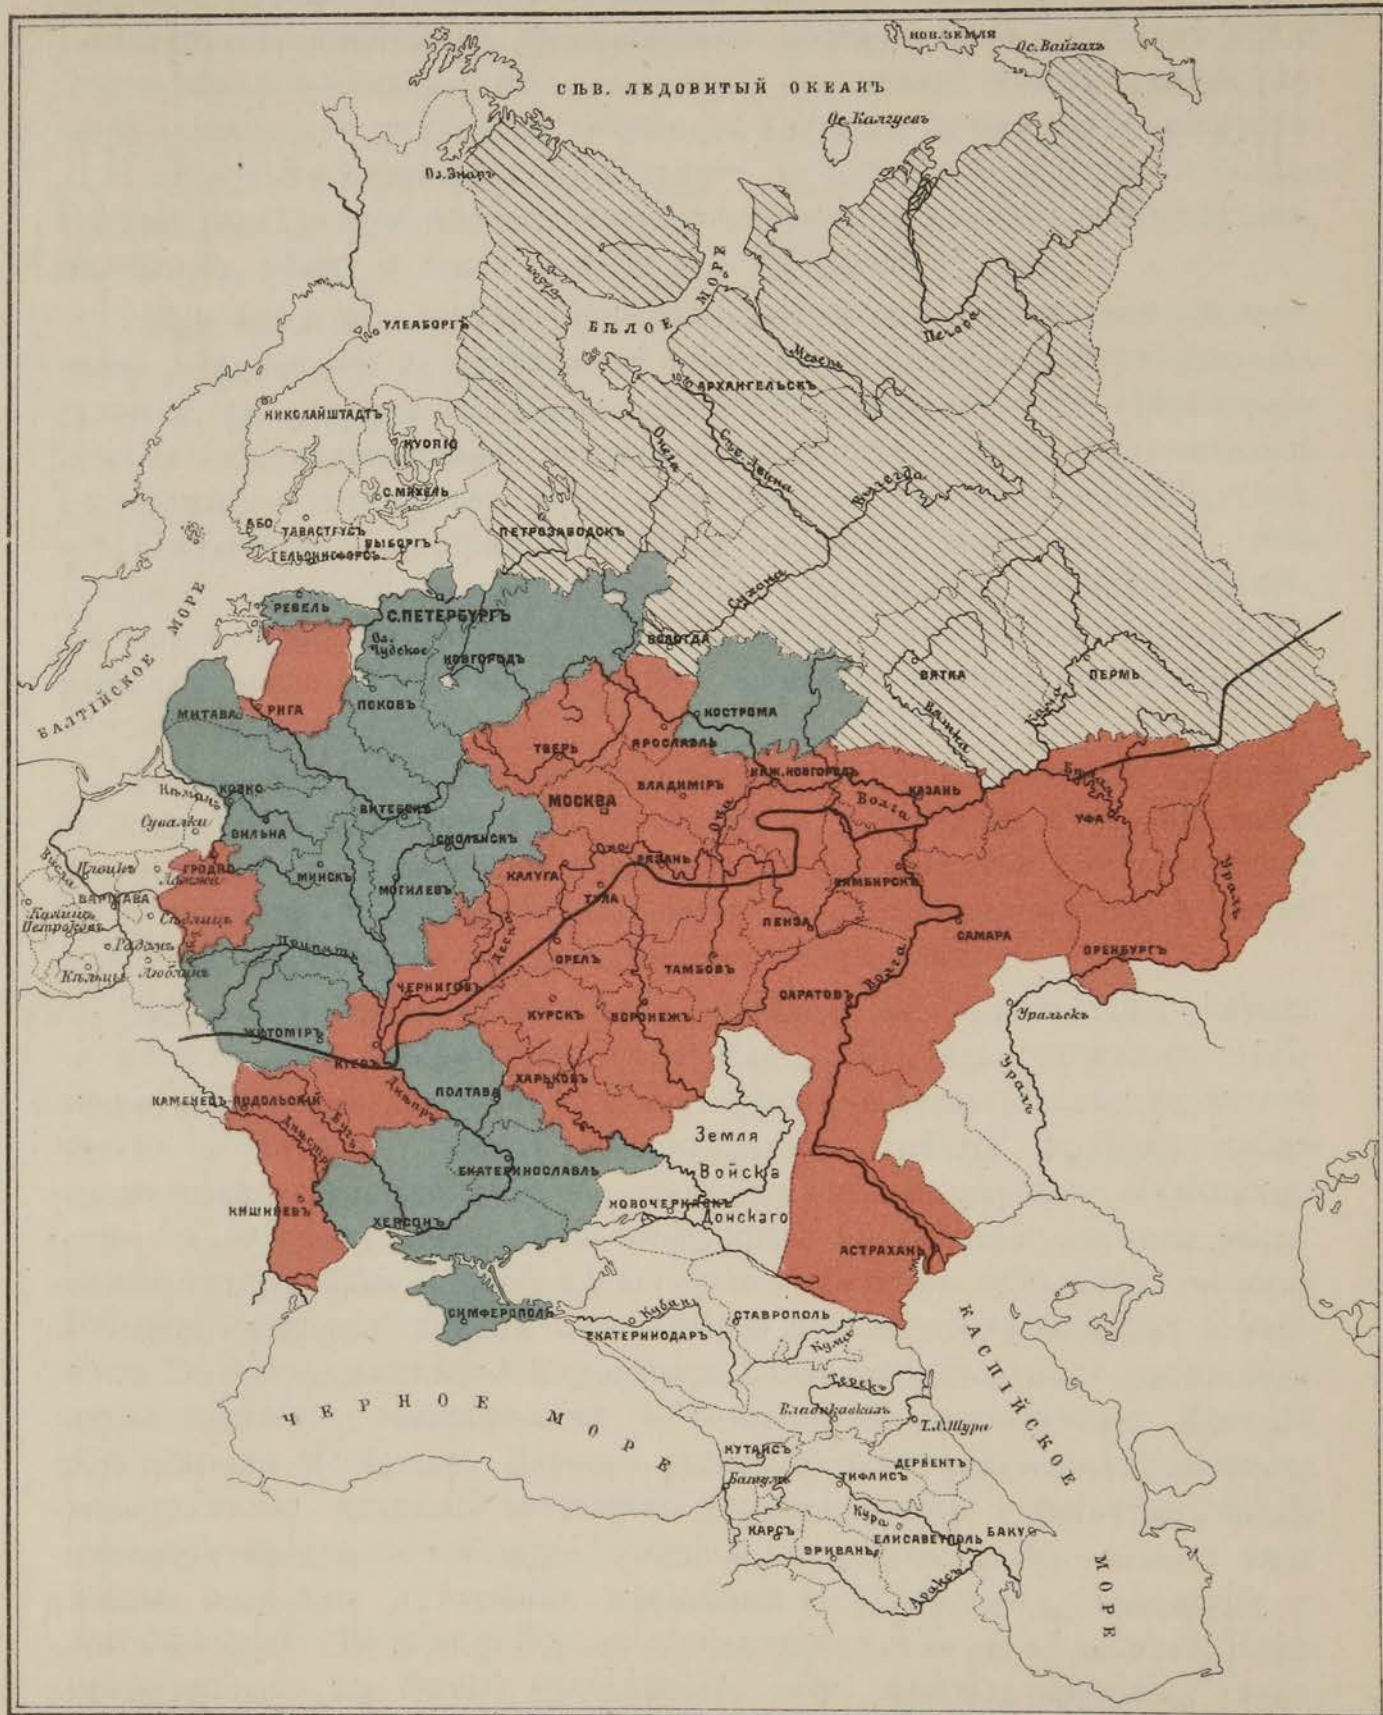 НОВ. ЗЕМЛЯ
Ос. Вайгачъ
СѢВ. ЛЕДОВИТЫЙ ОКЕАНЪ
Ос. Калгуевъ
Оз. Энаръ
БѢЛОЕ МОРЕ
Печора
УЛЕАБОРГЪ
Мезень
АРХАНГЕЛЬСКЪ
НИКОЛАЙШТАДТЪ
КУОПІО
Онега
Сѣв. Двина
Вычегда
С. МИХЕЛЬ
АБО
ТАВАСТГУСЪ
ВЫБОРГЪ
ГЕЛЬСИНГФОРСЪ
ПЕТРОЗАВОДСКЪ
Сухона
РЕВЕЛЬ
С. ПЕТЕРБУРГЪ
Оз. Чудское
НОВГОРОДЪ
ВОЛОГДА
ВЯТКА
ПЕРМЬ
БАЛТІЙСКОЕ МОРЕ
МИТАВА
РИГА
ПСКОВЪ
КОСТРОМА
Вятка
Кама
ТВЕРЬ
ЯРОСЛАВЛЬ
ВЛАДИМІРЪ
НИЖ. НОВГОРОДЪ
КАЗАНЬ
УФА
Нѣманъ
КОВНО
Сувалки
ВИТЕБСКЪ
МОСКВА
Ока
Волга
ВИЛЬНА
СМОЛЕНСКЪ
Висла
Плоцкъ
Ломжа
ГРОДНО
МИНСКЪ
МОГИЛЕВЪ
КАЛУГА
Ока
РЯЗАНЬ
СИМБИРСКЪ
Уралъ
ВАРШАВА
Калишъ
Петроковъ
Сѣдлецъ
ТУЛА
ПЕНЗА
САМАРА
Радомъ
Кѣльцы
Люблинъ
Припять
Десна
ОРЕЛЪ
ТАМБОВЪ
Волга
ОРЕНБУРГЪ
ЧЕРНИГОВЪ
КУРСКЪ
ВОРОНЕЖЪ
САРАТОВЪ
Уральскъ
ЖИТОМІРЪ
КІЕВЪ
ХАРЬКОВЪ
Уралъ
КАМЕНЕЦЪ ПОДОЛЬСКІЙ
Днѣпръ
ПОЛТАВА
Днѣстръ
Бугъ
Земля
Войска
Донскаго
ЕКАТЕРИНОСЛАВЛЬ
НОВОЧЕРКАСКЪ
КИШИНЕВЪ
ХЕРСОНЪ
АСТРАХАНЬ
СИМФЕРОПОЛЬ
Кубань
ЕКАТЕРИНОДАРЪ
СТАВРОПОЛЬ
Кума
ЧЕРНОЕ МОРЕ
Терекъ
Владикавказъ
Т.Х. Шура
КАСПІЙСКОЕ МОРЕ
КУТАИСЪ
Батумъ
ТИФЛИСЪ
ДЕРБЕНТЪ
КАРСЪ
Кура
ЭРИВАНЬ
ЕЛИСАВЕТПОЛЬ
БАКУ
Араксъ